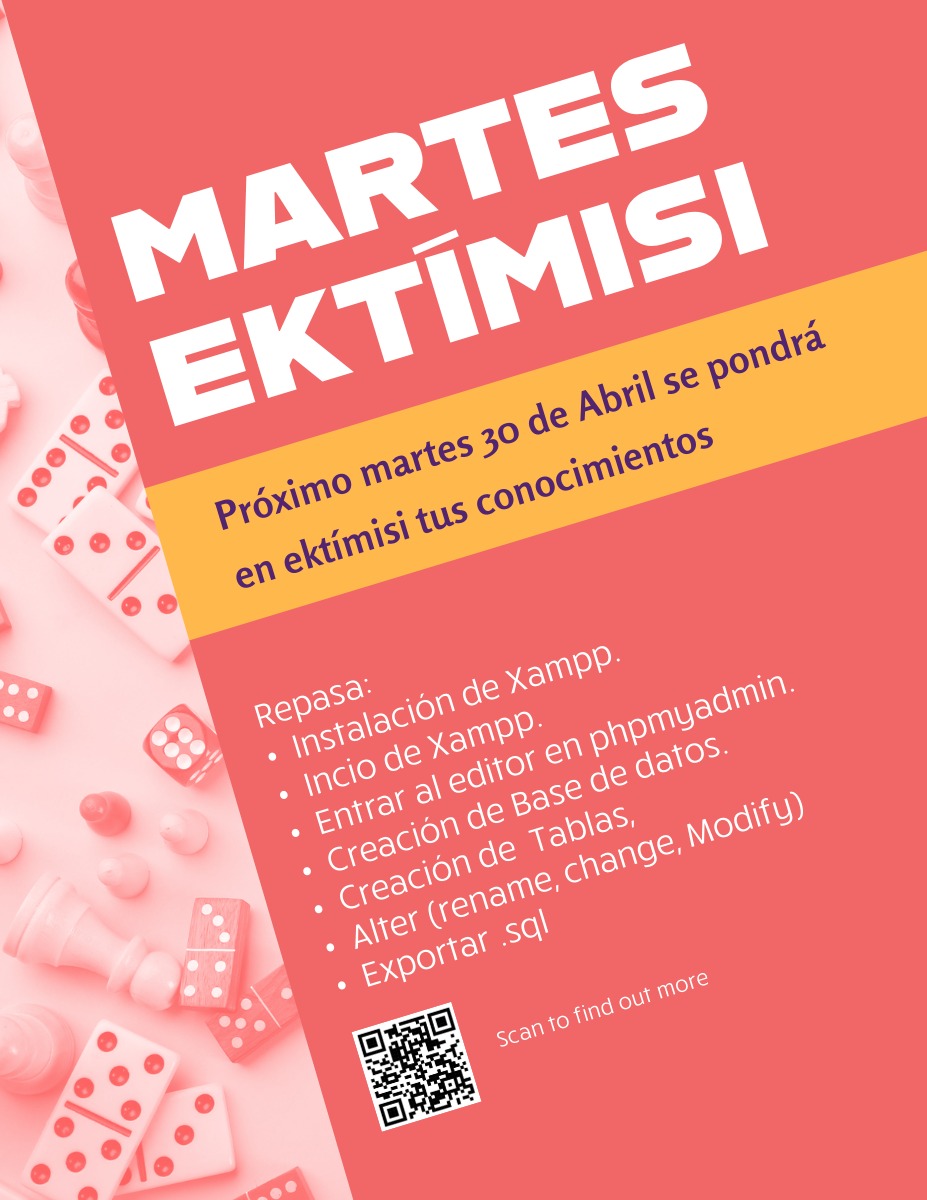 MARTES
EKTÍMISI
Próximo martes 30 de Abril se pondrá
en ektímisi tus conocimientos
Repasa:
• Instalación de Xampp.
• Incio de Xampp.
• Entrar al editor en phpmyadmin.
• Creación de Base de datos.
• Creación de Tablas,
• Alter (rename, change, Modify)
• Exportar .sql
Scan to find out more